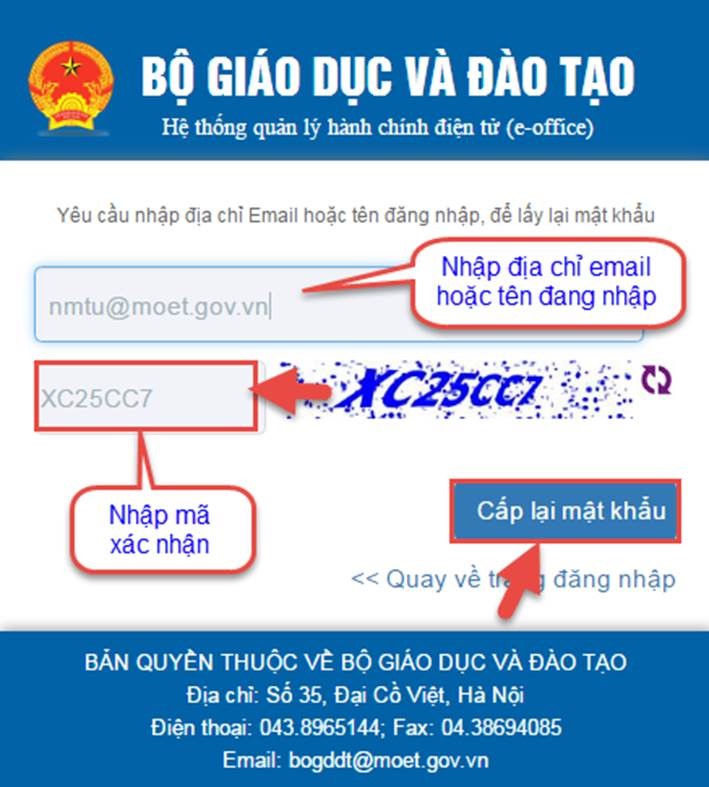 BỘ GIÁO DỤC VÀ ĐÀO TẠO
Hệ thống quản lý hành chính điện tử (e-office)
Yêu cầu nhập địa chỉ Email hoặc tên đăng nhập, để lấy lại mật khẩu
Nhập địa chỉ email
hoặc tên đang nhập
nmtu@moet.gov.vn
XC25CC7
XC25CC7
Nhập mã
xác nhận
Cấp lại mật khẩu
<< Quay về trang đăng nhập
BẢN QUYỀN THUỘC VỀ BỘ GIÁO DỤC VÀ ĐÀO TẠO
Địa chỉ: Số 35, Đại Cồ Việt, Hà Nội
Điện thoại: 043.8965144; Fax: 04.38694085
Email: bogddt@moet.gov.vn